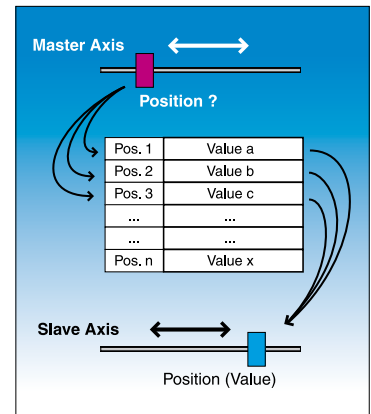 Master Axis
Position ?
Pos. 1 Value a
Pos. 2 Value b
Pos. 3 Value c
... ...
... ...
Pos. n Value x
Slave Axis
Position (Value)